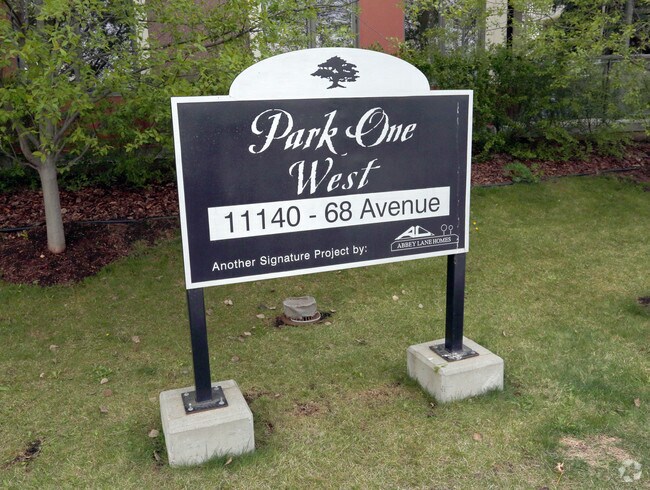 Park One
West
11140 - 68 Avenue
Another Signature Project by:
AL
ABBEY LANE HOMES